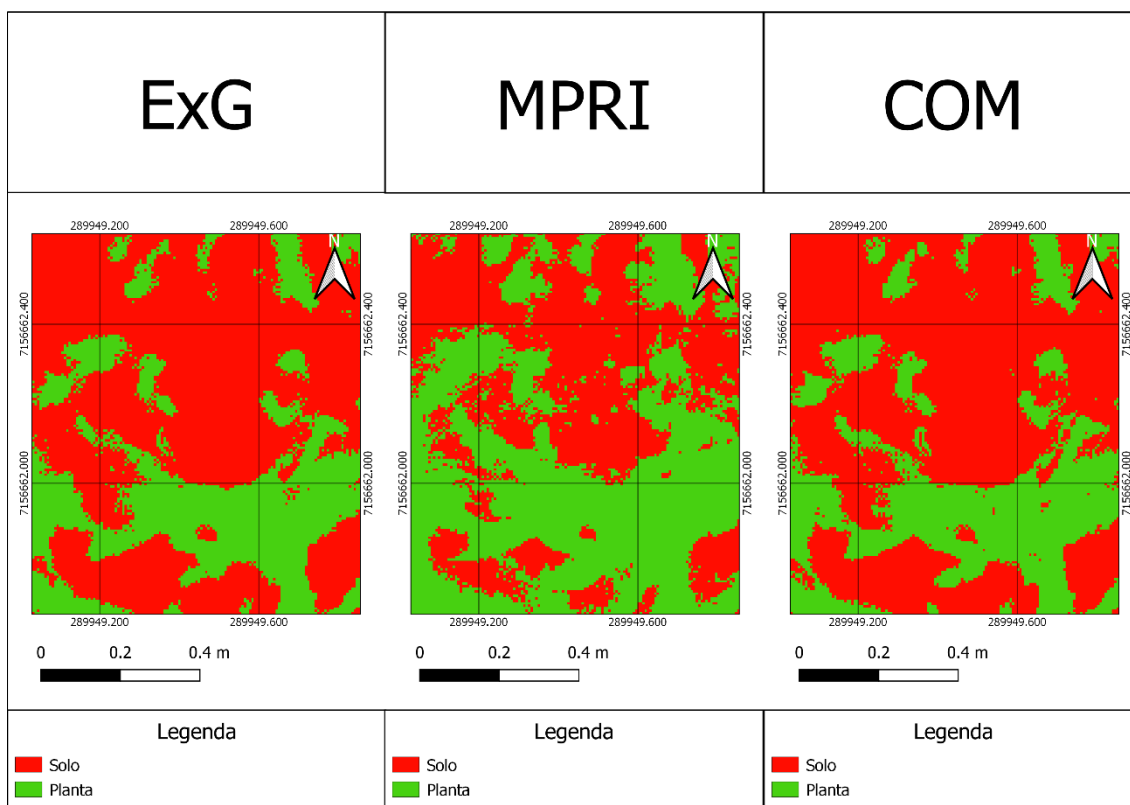 ExG
MPRI
COM
289949.200 289949.600
289949.200 289949.600
289949.200 289949.600
N
N
N
7156662.400 7156662.400
7156662.400 7156662.400
7156662.400 7156662.400
7156662.000 7156662.000
7156662.000 7156662.000
7156662.000 7156662.000
289949.200 289949.600
289949.200 289949.600
289949.200 289949.600
0 0.2 0.4 m
0 0.2 0.4 m
0 0.2 0.4 m
Legenda
Solo
Planta
Legenda
Solo
Planta
Legenda
Solo
Planta